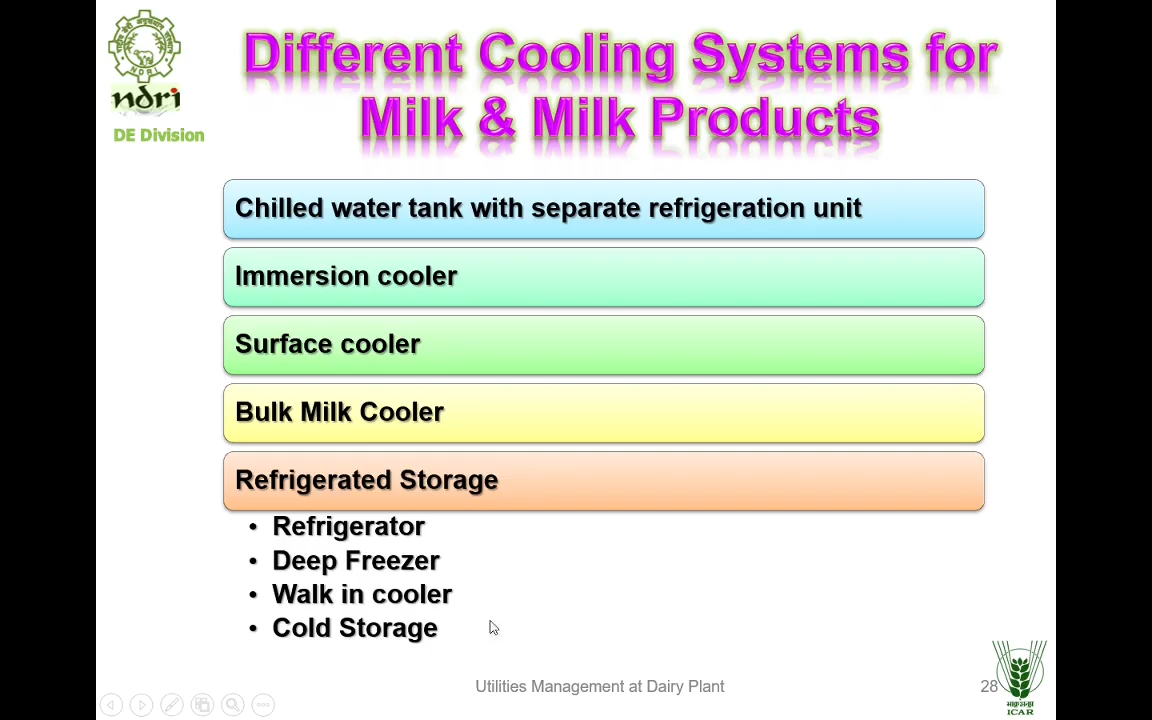 NDRI
ndri
DE Division
Different Cooling Systems for
Milk & Milk Products
Chilled water tank with separate refrigeration unit
Immersion cooler
Surface cooler
Bulk Milk Cooler
Refrigerated Storage
• Refrigerator
• Deep Freezer
• Walk in cooler
• Cold Storage
Utilities Management at Dairy Plant
28
ICAR